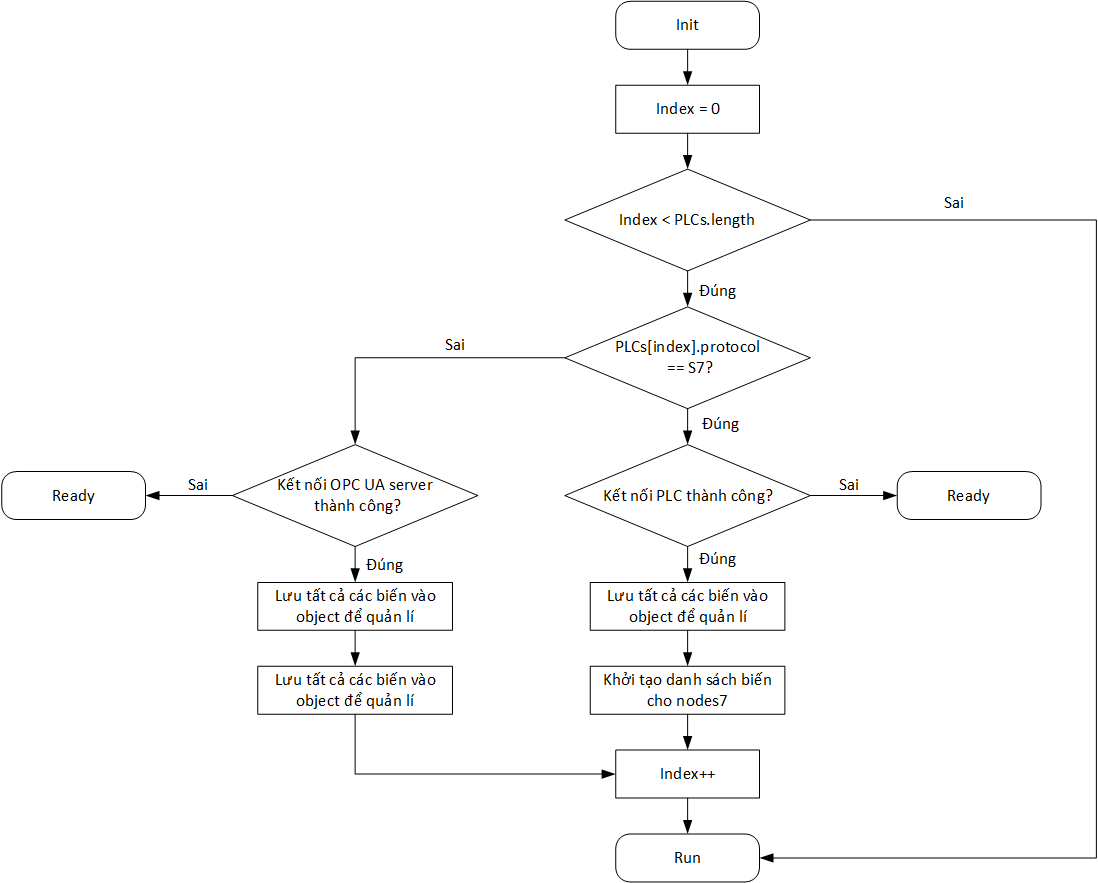 Init
Index = 0
Index < PLCs.length
Sai
Đúng
PLCs[index].protocol
== S7?
Sai
Đúng
Ready
Sai
Kết nối OPC UA server
thành công?
Kết nối PLC thành công?
Sai
Ready
Đúng
Đúng
Lưu tất cả các biến vào
object để quản lí
Lưu tất cả các biến vào
object để quản lí
Lưu tất cả các biến vào
object để quản lí
Khởi tạo danh sách biến
cho nodes7
Index++
Run